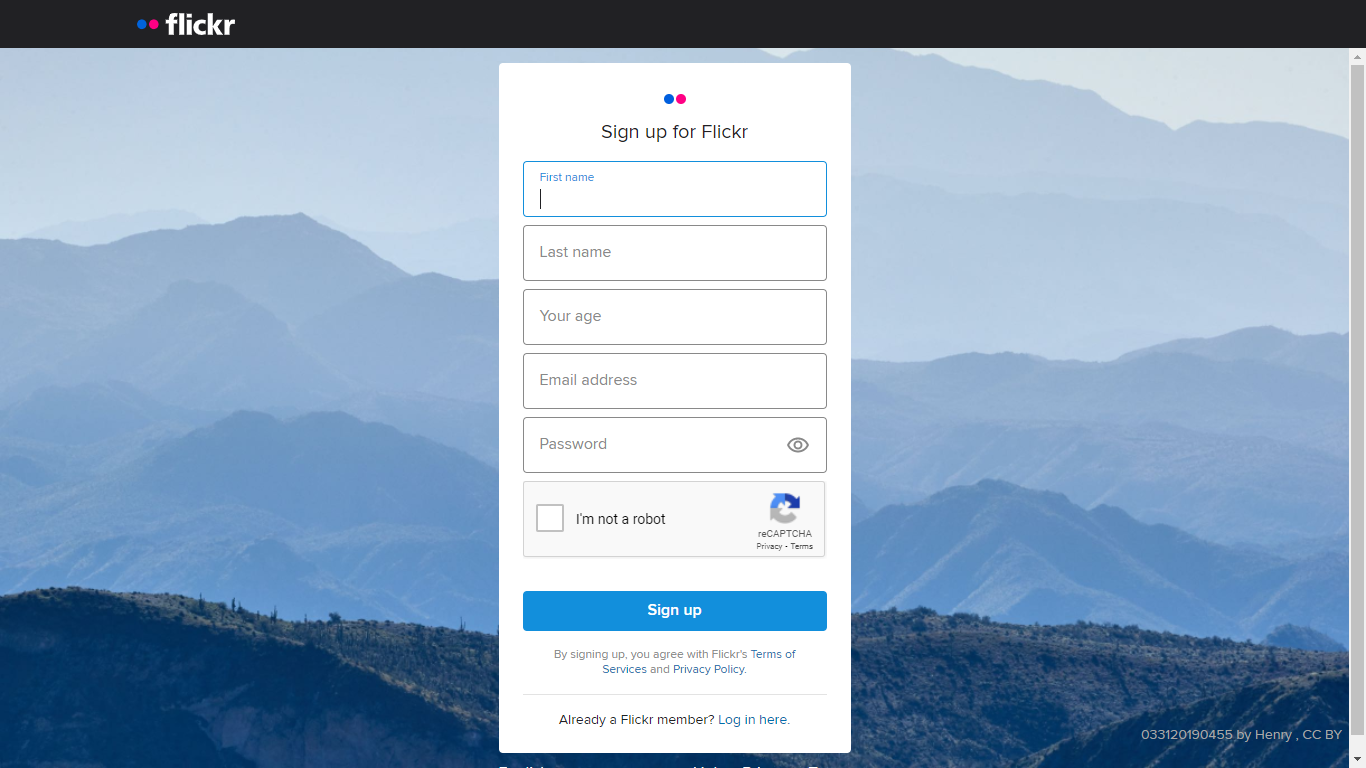 flickr
Sign up for Flickr
First name
Last name
Your age
Email address
Password
I'm not a robot
reCAPTCHA
Privacy - Terms
Sign up
By signing up, you agree with Flickr's Terms of
Services and Privacy Policy.
Already a Flickr member? Log in here.
033120190455 by Henry , CC BY